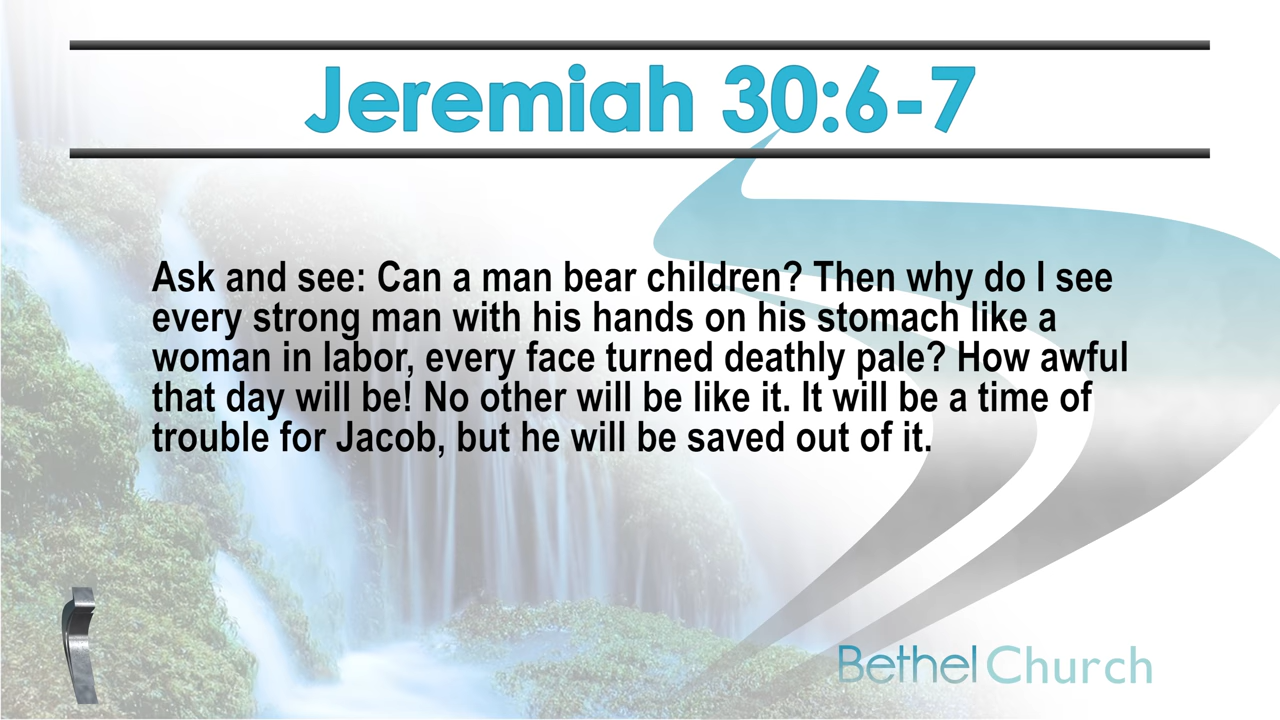 Jeremiah 30:6-7
Ask and see: Can a man bear children? Then why do I see
every strong man with his hands on his stomach like a
woman in labor, every face turned deathly pale? How awful
that day will be! No other will be like it. It will be a time of
trouble for Jacob, but he will be saved out of it.
Bethel Church